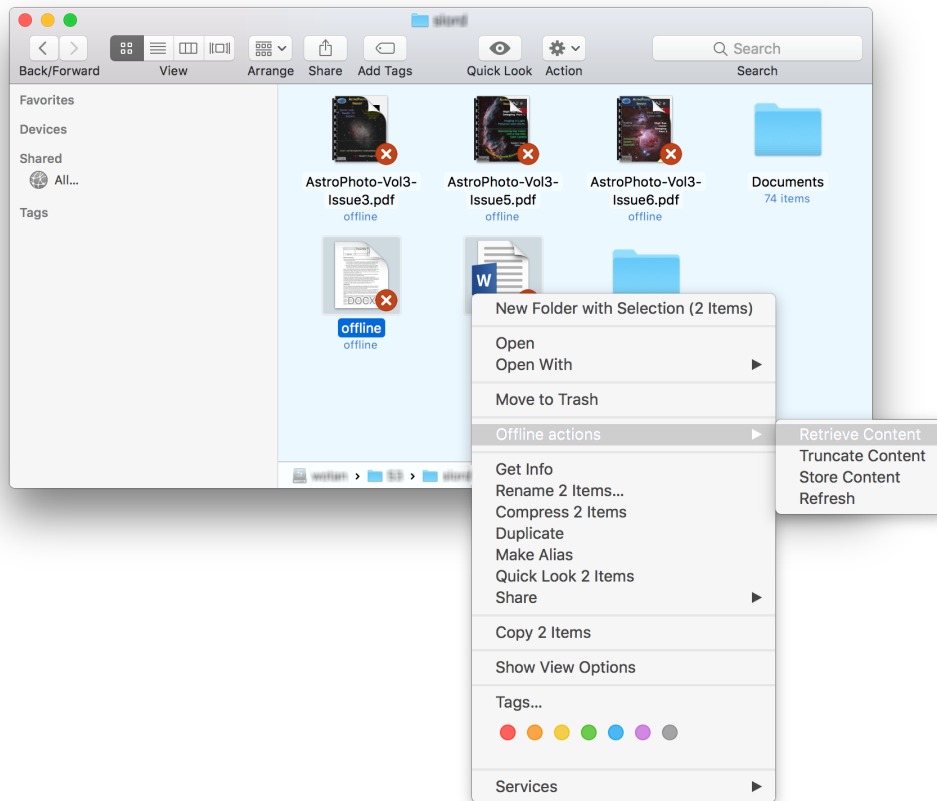 Search
Back/Forward
View
Arrange
Share
Add Tags
Quick Look
Action
Search
Favorites
Devices
Shared
All...
Tags
AstroPhoto-Vol3-
Issue3.pdf
offline
AstroPhoto-Vol3-
Issue5.pdf
offline
AstroPhoto-Vol3-
Issue6.pdf
offline
Documents
74 items
DOCX
offline
offline
W
New Folder with Selection (2 Items)
Open
Open With
Move to Trash
Offline actions
Retrieve Content
Truncate Content
Store Content
Refresh
Get Info
Rename 2 Items...
Compress 2 Items
Duplicate
Make Alias
Quick Look 2 Items
Share
Copy 2 Items
Show View Options
Tags...
Services